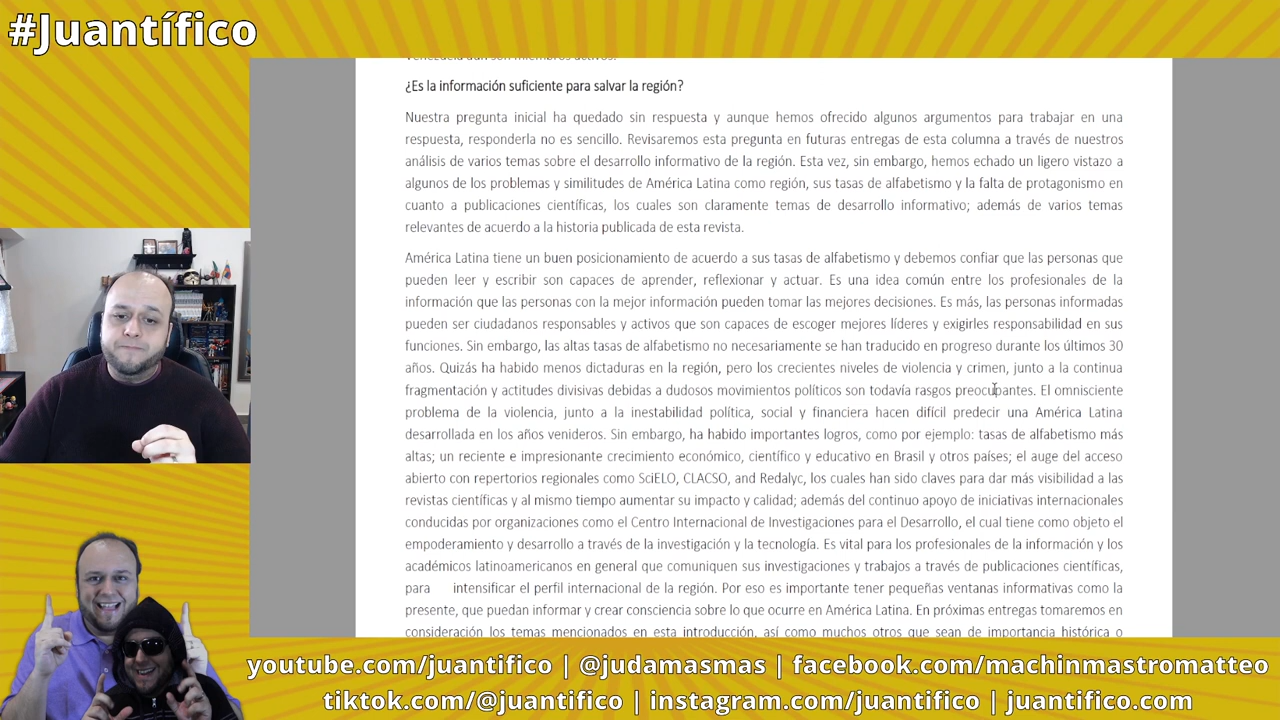 #Juantífico
Venezuela aún son miembros activos.
¿Es la información suficiente para salvar la región?
Nuestra pregunta inicial ha quedado sin respuesta y aunque hemos ofrecido algunos argumentos para trabajar en una
respuesta, responderla no es sencillo. Revisaremos esta pregunta en futuras entregas de esta columna a través de nuestros
análisis de varios temas sobre el desarrollo informativo de la región. Esta vez, sin embargo, hemos echado un ligero vistazo a
algunos de los problemas y similitudes de América Latina como región, sus tasas de alfabetismo y la falta de protagonismo en
cuanto a publicaciones científicas, los cuales son claramente temas de desarrollo informativo; además de varios temas
relevantes de acuerdo a la historia publicada de esta revista.
América Latina tiene un buen posicionamiento de acuerdo a sus tasas de alfabetismo y debemos confiar que las personas que
pueden leer y escribir son capaces de aprender, reflexionar y actuar. Es una idea común entre los profesionales de la
información que las personas con la mejor información pueden tomar las mejores decisiones. Es más, las personas informadas
pueden ser ciudadanos responsables y activos que son capaces de escoger mejores líderes y exigirles responsabilidad en sus
funciones. Sin embargo, las altas tasas de alfabetismo no necesariamente se han traducido en progreso durante los últimos 30
años. Quizás ha habido menos dictaduras en la región, pero los crecientes niveles de violencia y crimen, junto a la continua
fragmentación y actitudes divisivas debidas a dudosos movimientos políticos son todavía rasgos preocupantes. El omnisciente
problema de la violencia, junto a la inestabilidad política, social y financiera hacen difícil predecir una América Latina
desarrollada en los años venideros. Sin embargo, ha habido importantes logros, como por ejemplo: tasas de alfabetismo más
altas; un reciente e impresionante crecimiento económico, científico y educativo en Brasil y otros países; el auge del acceso
abierto con repertorios regionales como SciELO, CLACSO, and Redalyc, los cuales han sido claves para dar más visibilidad a las
revistas científicas y al mismo tiempo aumentar su impacto y calidad; además del continuo apoyo de iniciativas internacionales
conducidas por organizaciones como el Centro Internacional de Investigaciones para el Desarrollo, el cual tiene como objeto el
empoderamiento y desarrollo a través de la investigación y la tecnología. Es vital para los profesionales de la información y los
académicos latinoamericanos en general que comuniquen sus investigaciones y trabajos a través de publicaciones científicas,
para intensificar el perfil internacional de la región. Por eso es importante tener pequeñas ventanas informativas como la
presente, que puedan informar y crear consciencia sobre lo que ocurre en América Latina. En próximas entregas tomaremos en
consideración los temas mencionados en esta introducción, así como muchos otros que sean de importancia histórica o
youtube.com/juantifico | @judamasmas | facebook.com/machinmastromatteo
tiktok.com/@juantifico | instagram.com/juantifico | juantifico.com